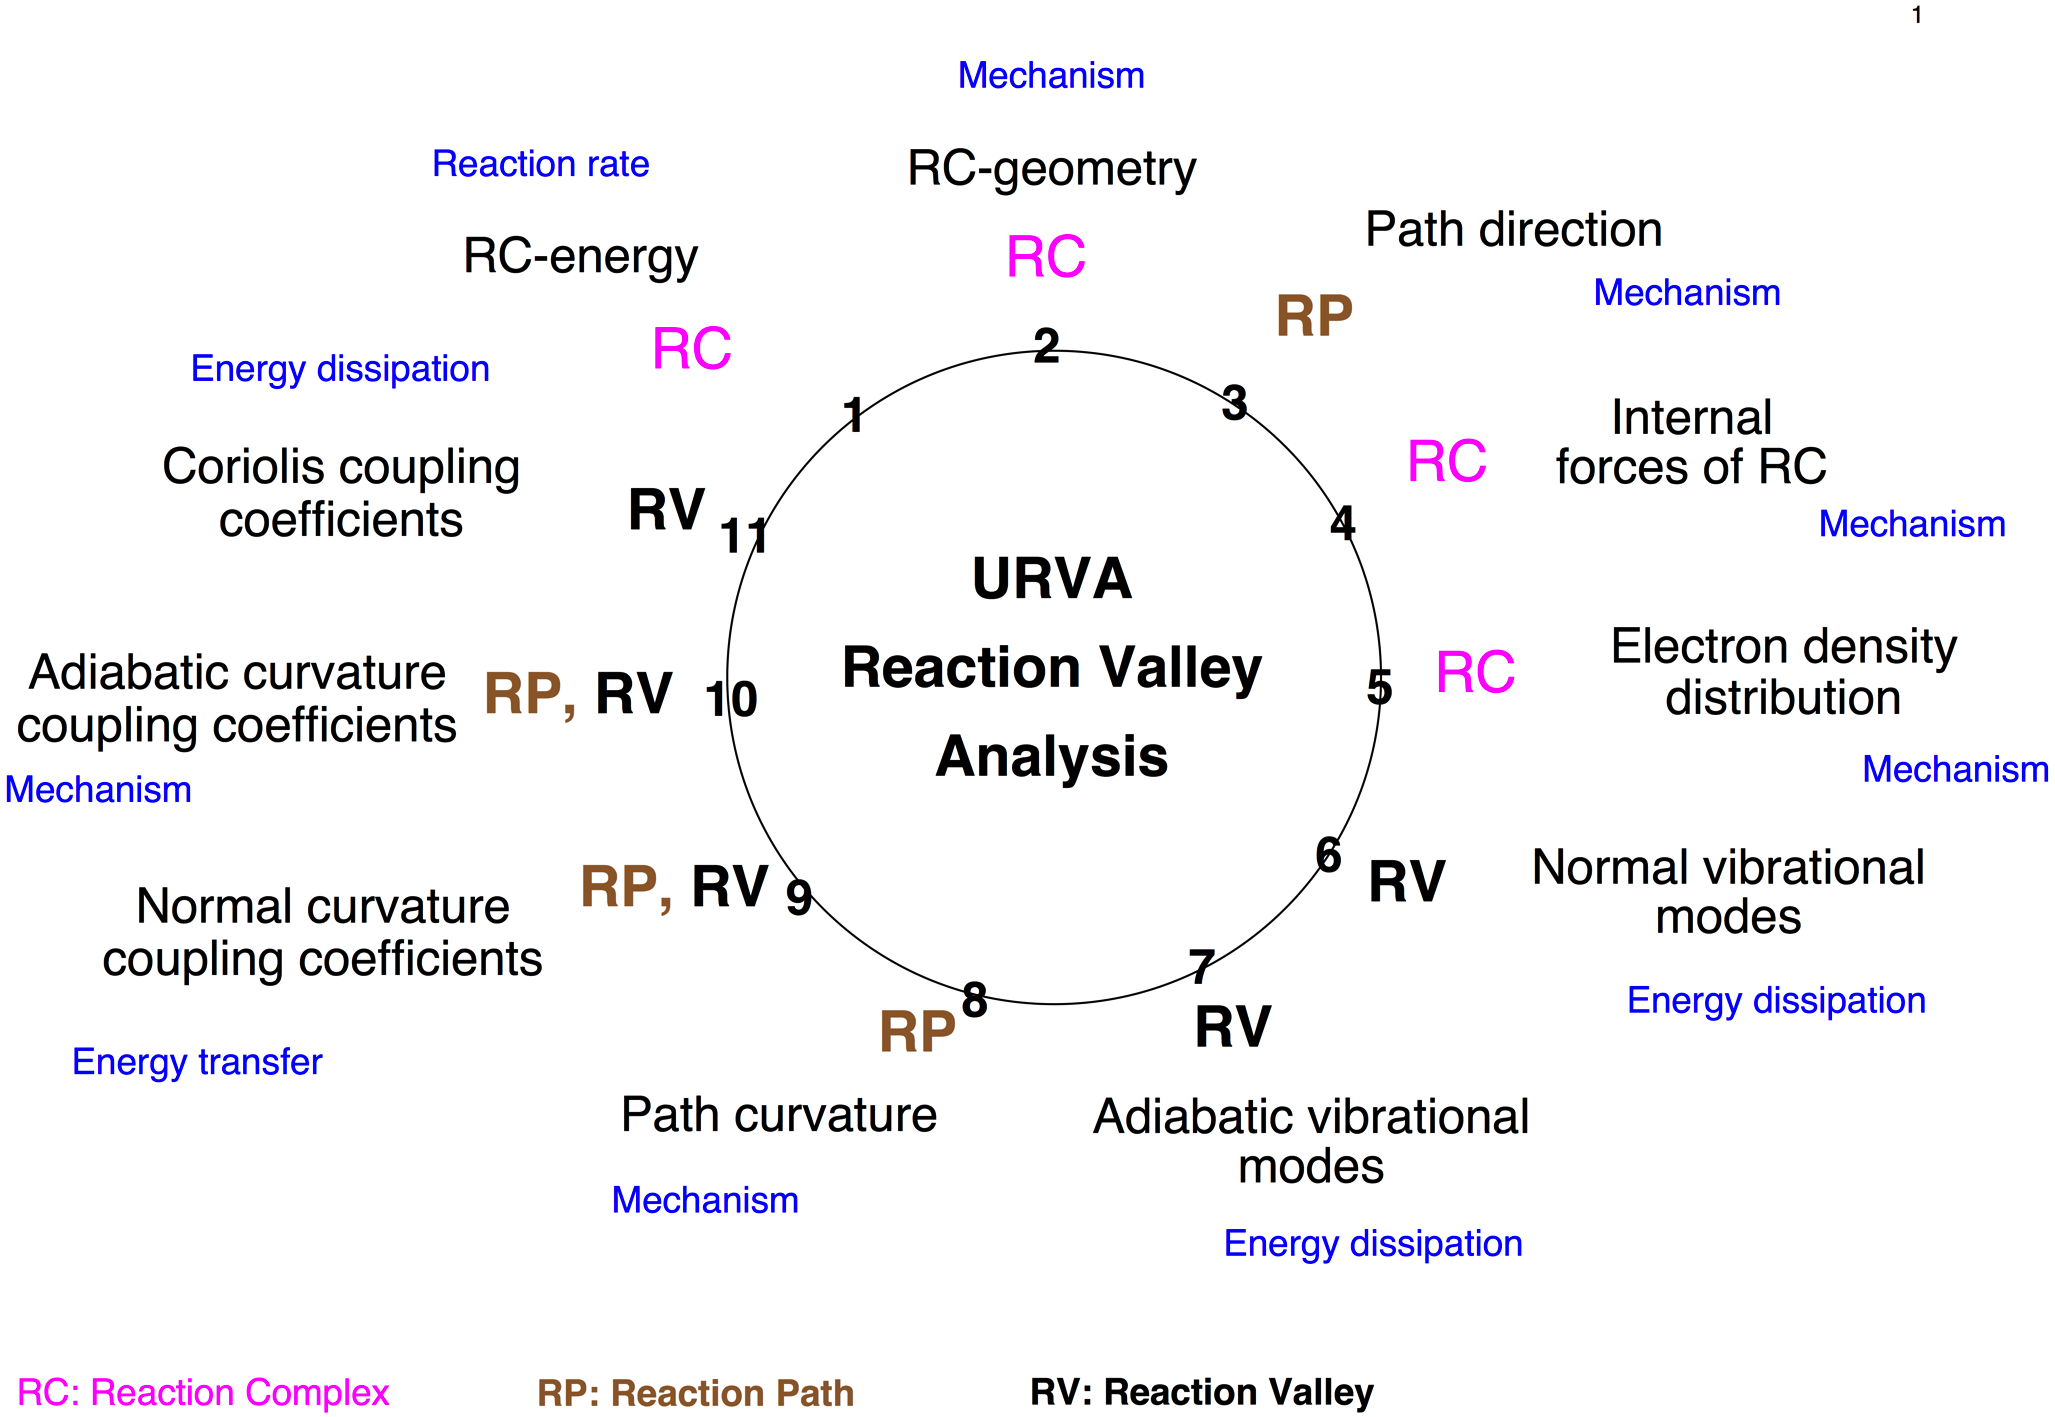 1
Mechanism
Reaction rate
RC-geometry
RC-energy
RC
Path direction
RP
Mechanism
RC
Energy dissipation
2
1
3
Internal
forces of RC
RC
Coriolis coupling
coefficients
RV
11
4
Mechanism
URVA
Reaction Valley
Analysis
Electron density
distribution
RC
5
Adiabatic curvature
coupling coefficients
RP, RV
10
Mechanism
Mechanism
6
RV
Normal vibrational
modes
RP, RV
9
Normal curvature
coupling coefficients
7
RV
8
RP
Energy dissipation
Energy transfer
Path curvature
Adiabatic vibrational
modes
Mechanism
Energy dissipation
RC: Reaction Complex
RP: Reaction Path
RV: Reaction Valley